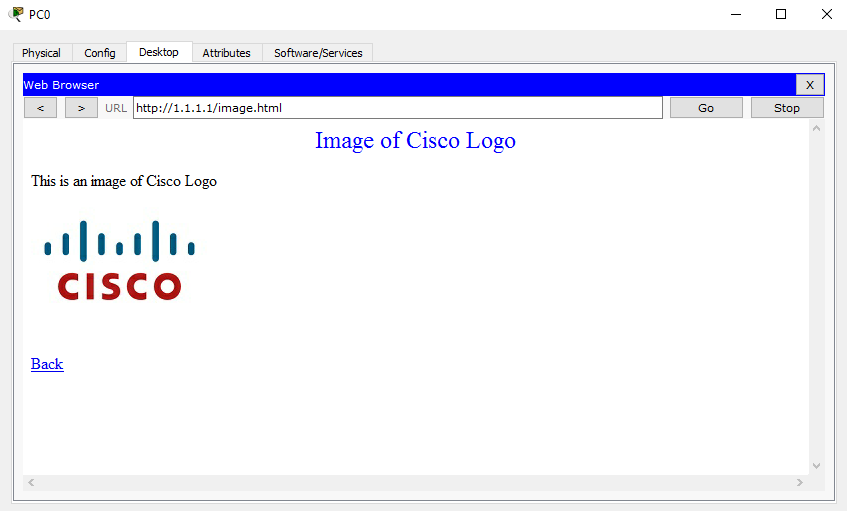 PC0
Physical Config Desktop Attributes Software/Services
Web Browser X
< > URL http://1.1.1.1/image.html Go Stop
Image of Cisco Logo
This is an image of Cisco Logo
CISCO
Back